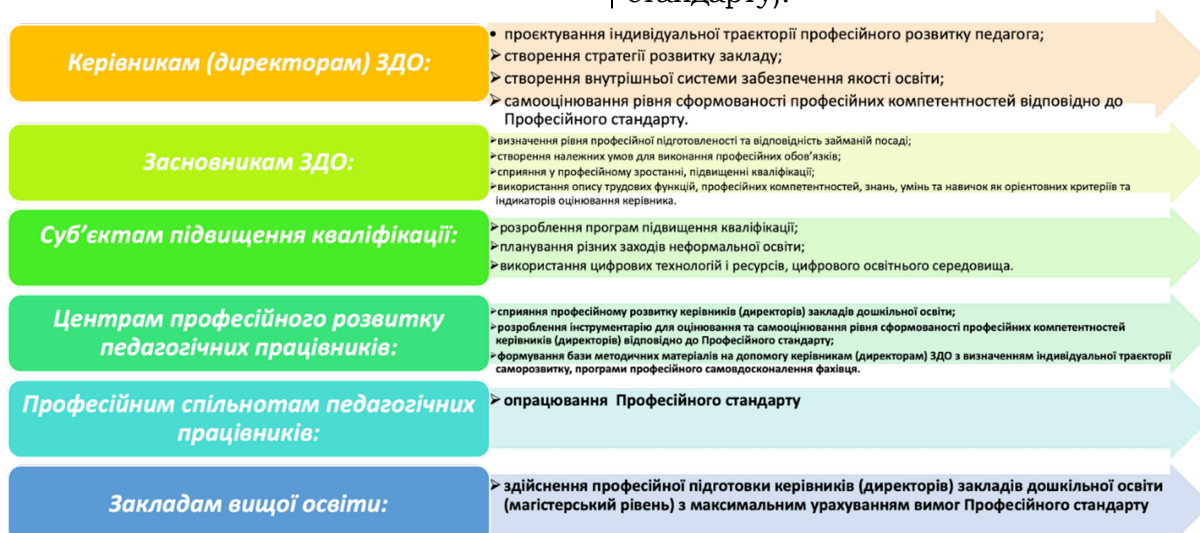 стандарту).
Керівникам (директорам) ЗДО:
• проєктування індивідуальної траєкторії професійного розвитку педагога;
➢ створення стратегії розвитку закладу;
➢ створення внутрішньої системи забезпечення якості освіти;
➢ самооцінювання рівня сформованості професійних компетентностей відповідно до
Професійного стандарту.
Засновникам ЗДО:
➢визначення рівня професійної підготовленості та відповідність займаній посаді;
➢створення належних умов для виконання професійних обов’язків;
➢сприяння у професійному зростанні, підвищенні кваліфікації;
➢використання опису трудових функцій, професійних компетентностей, знань, умінь та навичок як орієнтовних критеріїв та
індикаторів оцінювання керівника.
Суб’єктам підвищення кваліфікації:
➢розроблення програм підвищення кваліфікації;
➢планування різних заходів неформальної освіти;
➢використання цифрових технологій і ресурсів, цифрового освітнього середовища.
Центрам професійного розвитку
педагогічних працівників:
➢сприяння професійному розвитку керівників (директорів) закладів дошкільної освіти;
➢розроблення інструментарію для оцінювання та самооцінювання рівня сформованості професійних компетентностей
керівників (директорів) відповідно до Професійного стандарту;
➢формування бази методичних матеріалів на допомогу керівникам (директорам) ЗДО з визначенням індивідуальної траєкторії
саморозвитку, програми професійного самовдосконалення фахівця.
Професійним спільнотам педагогічних
працівників:
➢ опрацювання Професійного стандарту
Закладам вищої освіти:
➢ здійснення професійної підготовки керівників (директорів) закладів дошкільної освіти
(магістерський рівень) з максимальним урахуванням вимог Професійного стандарту